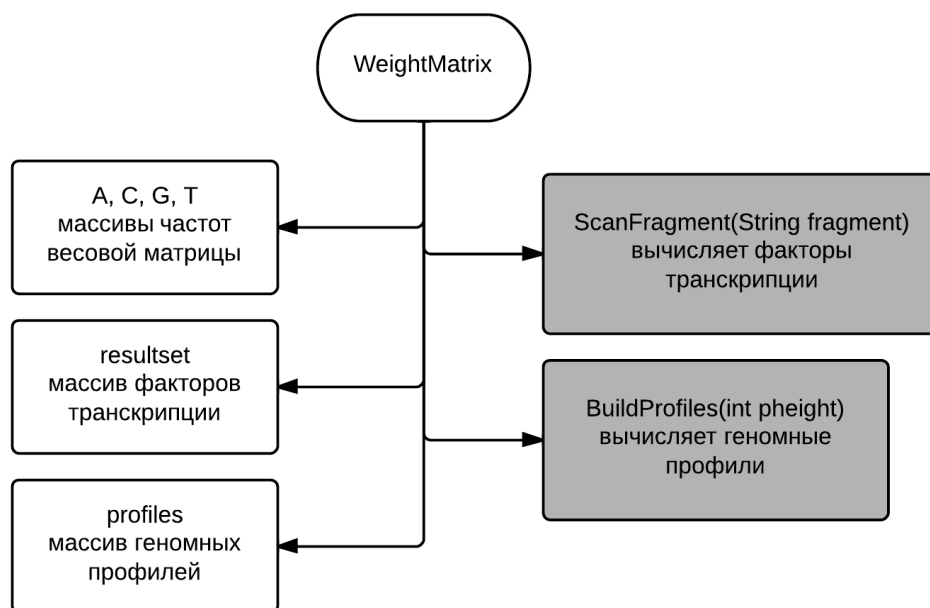 WeightMatrix
A, C, G, T
массивы частот
весовой матрицы
resultset
массив факторов
транскрипции
profiles
массив геномных
профилей
ScanFragment(String fragment)
вычисляет факторы
транскрипции
BuildProfiles(int pheight)
вычисляет геномные
профили